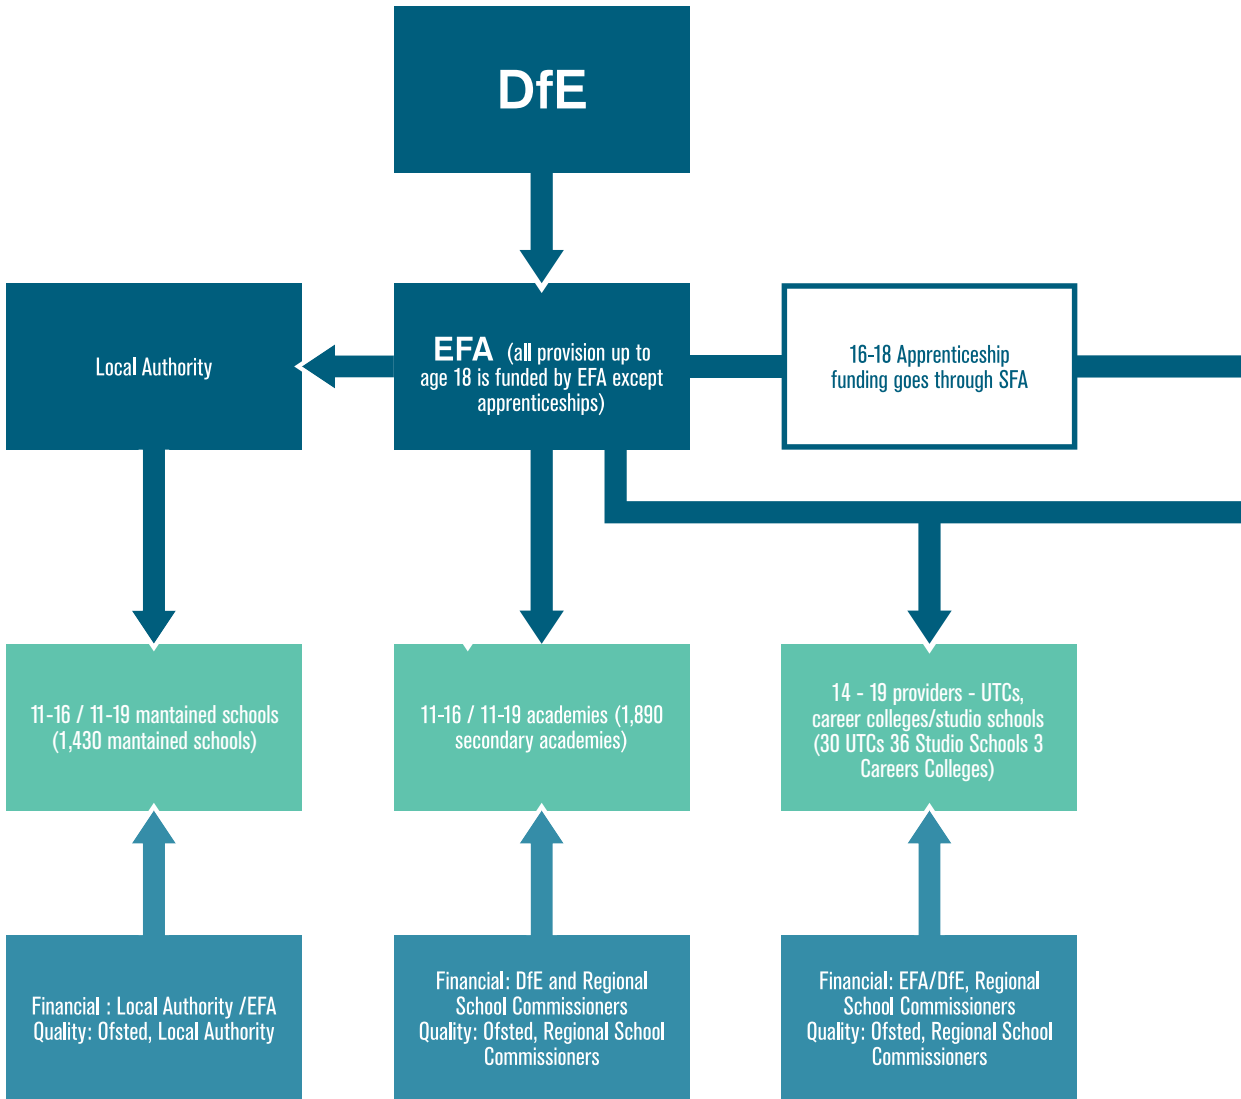 DfE
Local Authority
EFA (all provision up to
age 18 is funded by EFA except
apprenticeships)
16-18 Apprenticeship
funding goes through SFA
11-16 / 11-19 mantained schools
(1,430 mantained schools)
11-16 / 11-19 academies (1,890
secondary academies)
14 - 19 providers - UTCs,
career colleges/studio schools
(30 UTCs 36 Studio Schools 3
Careers Colleges)
Financial : Local Authority /EFA
Quality: Ofsted, Local Authority
Financial: DfE and Regional
School Commissioners
Quality: Ofsted, Regional School
Commissioners
Financial: EFA/DfE, Regional
School Commissioners
Quality: Ofsted, Regional School
Commissioners